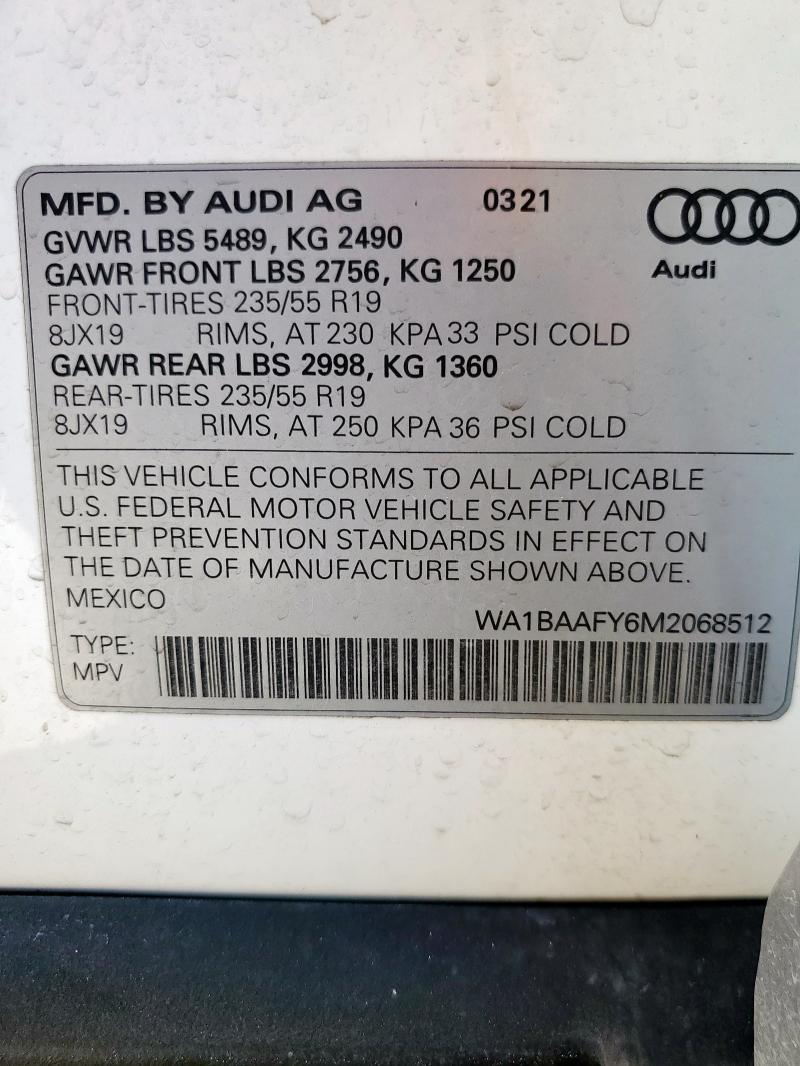 MFD. BY AUDI AG 0321
GVWR LBS 5489, KG 2490
GAWR FRONT LBS 2756, KG 1250
Audi
FRONT-TIRES 235/55 R19
8JX19 RIMS, AT 230 KPA 33 PSI COLD
GAWR REAR LBS 2998, KG 1360
REAR-TIRES 235/55 R19
8JX19 RIMS, AT 250 KPA 36 PSI COLD
THIS VEHICLE CONFORMS TO ALL APPLICABLE
U.S. FEDERAL MOTOR VEHICLE SAFETY AND
THEFT PREVENTION STANDARDS IN EFFECT ON
THE DATE OF MANUFACTURE SHOWN ABOVE.
MEXICO
WA1BAAFY6M2068512
TYPE:
MPV